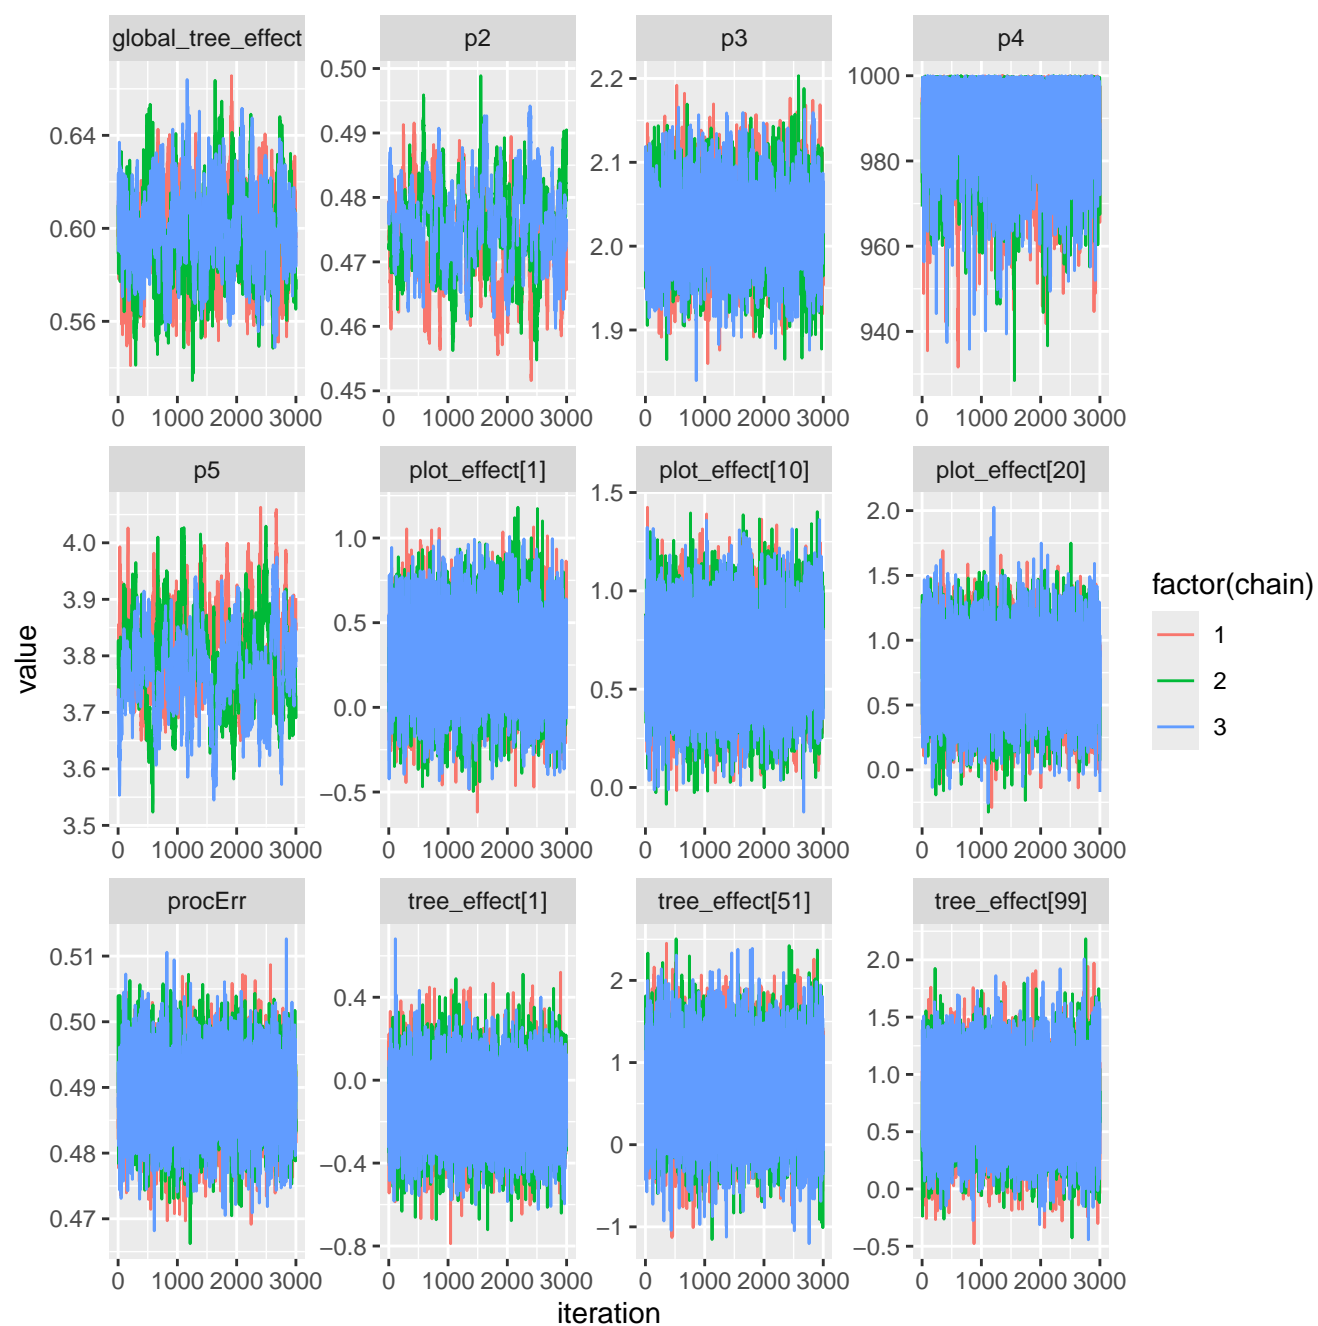 global_tree_effect
p2
p3
p4
0.64
0.60
0.56
0.50
0.49
0.48
0.47
0.46
0.45
2.2
2.1
2.0
1.9
1000
980
960
940
0 1000 2000 3000
0 1000 2000 3000
0 1000 2000 3000
0 1000 2000 3000
p5
plot_effect[1]
plot_effect[10]
plot_effect[20]
4.0
3.9
3.8
3.7
3.6
3.5
1.0
0.5
0.0
−0.5
1.5
1.0
0.5
0.0
2.0
1.5
1.0
0.5
0.0
0 1000 2000 3000
0 1000 2000 3000
0 1000 2000 3000
0 1000 2000 3000
procErr
tree_effect[1]
tree_effect[51]
tree_effect[99]
0.51
0.50
0.49
0.48
0.47
0.4
0.0
−0.4
−0.8
2
1
0
−1
2.0
1.5
1.0
0.5
0.0
−0.5
0 1000 2000 3000
0 1000 2000 3000
0 1000 2000 3000
0 1000 2000 3000
value
iteration
factor(chain)
1
2
3